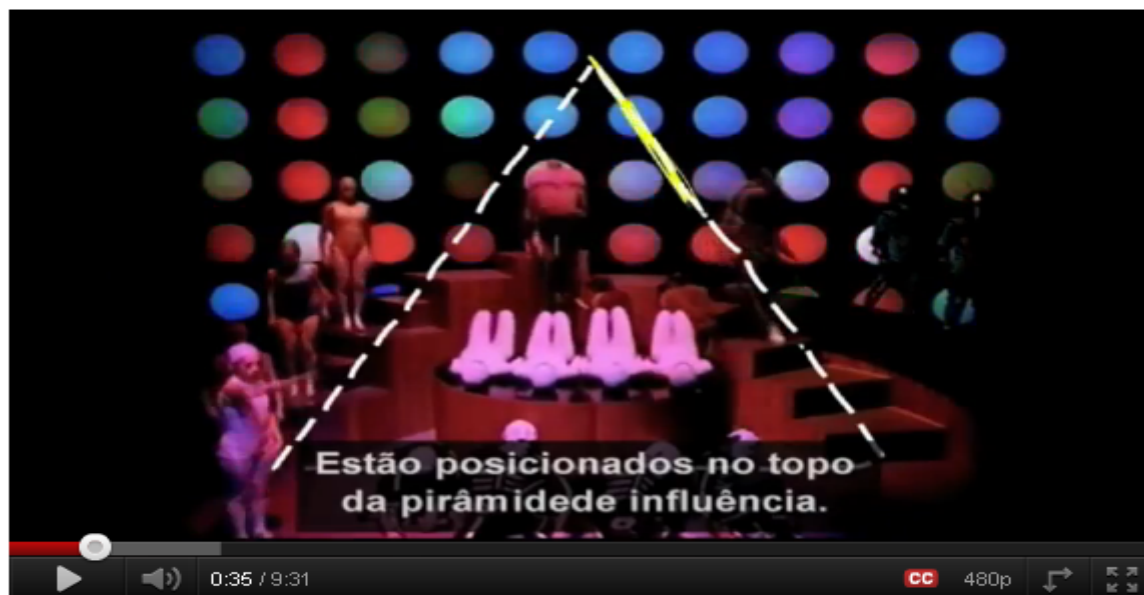 Estão posicionados no topo
da pirâmidede influência.
0:35 / 9:31
CC
480p